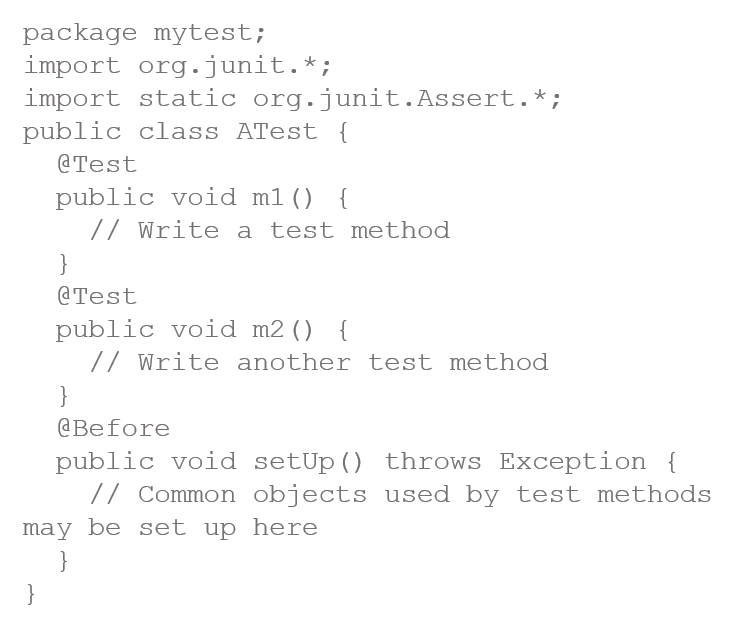 package mytest;
import org.junit.*;
import static org.junit.Assert.*;
public class ATest {
  @Test
  public void m1() {
    // Write a test method
  }
  @Test
  public void m2() {
    // Write another test method
  }
  @Before
  public void setUp() throws Exception {
    // Common objects used by test methods
may be set up here
  }
}